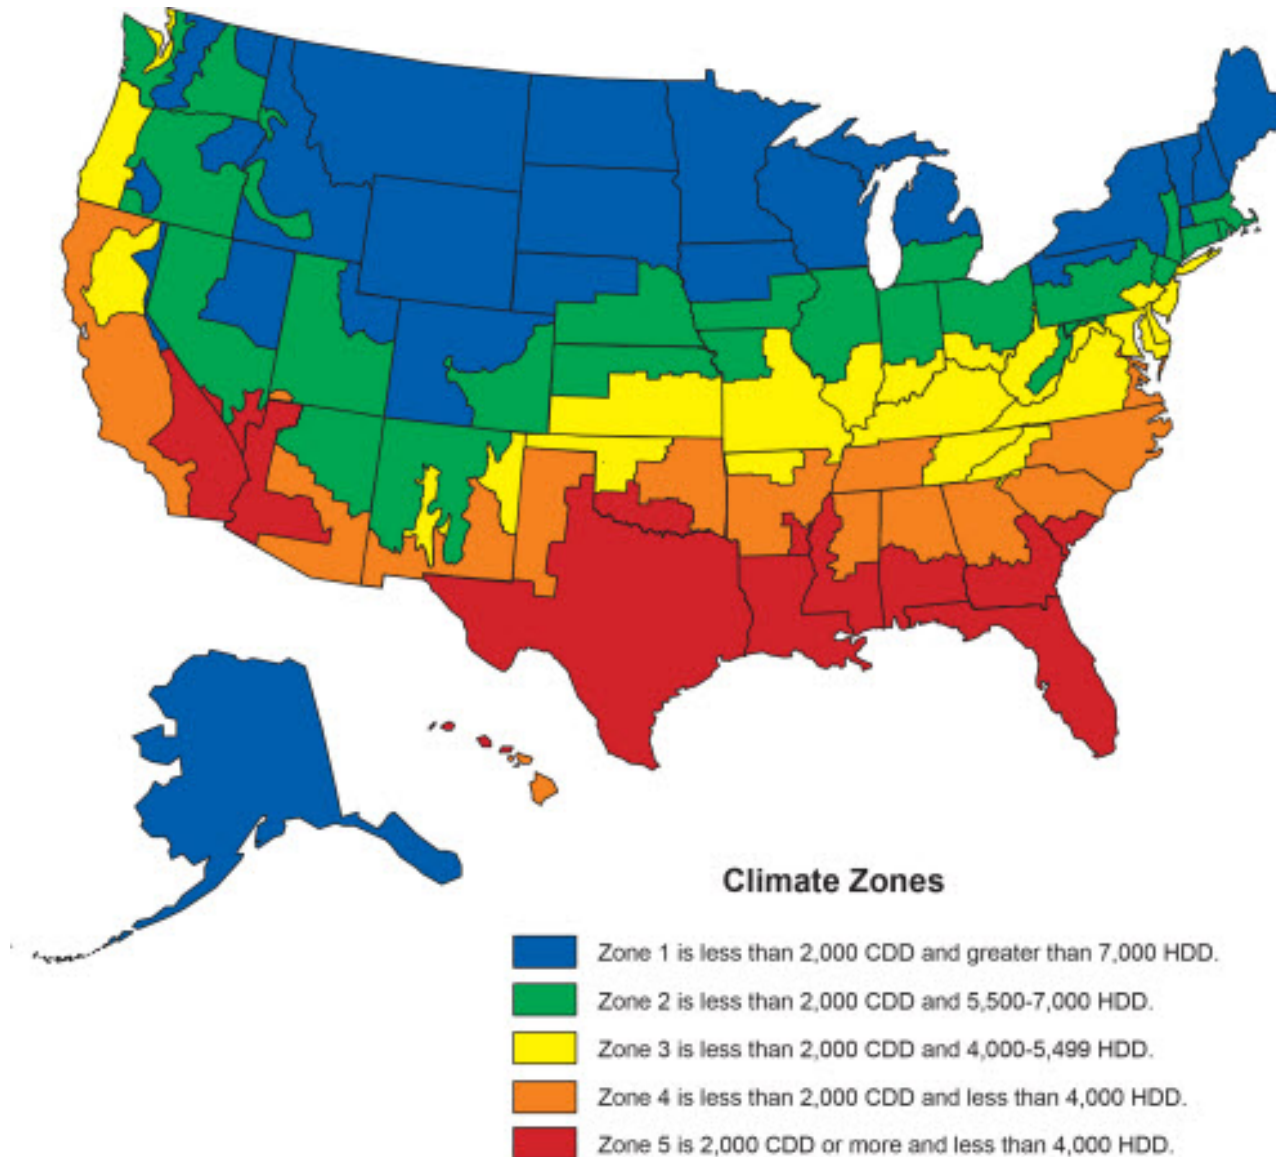 Climate Zones
Zone 1 is less than 2,000 CDD and greater than 7,000 HDD.
Zone 2 is less than 2,000 CDD and 5,500-7,000 HDD.
Zone 3 is less than 2,000 CDD and 4,000-5,499 HDD.
Zone 4 is less than 2,000 CDD and less than 4,000 HDD.
Zone 5 is 2,000 CDD or more and less than 4,000 HDD.